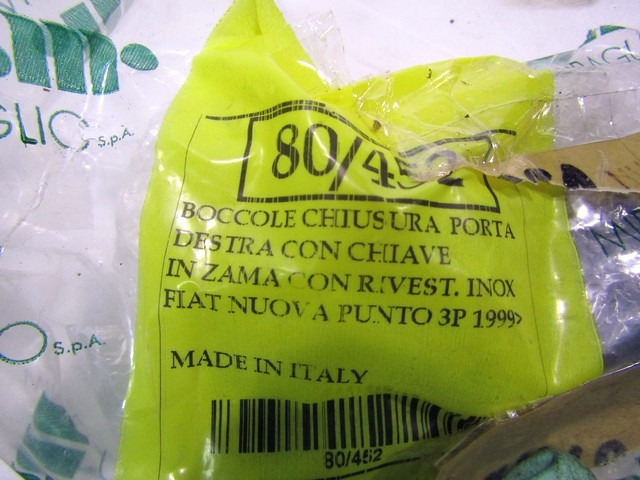 80/452
BOCCOLE CHIUSURA PORTA
DESTRA CON CHIAVE
IN ZAMA CON RIVEST. INOX
FIAT NUOVA PUNTO 3P 1999>
MADE IN ITALY
80/452
GLIO S.p.A.
O S.p.A.